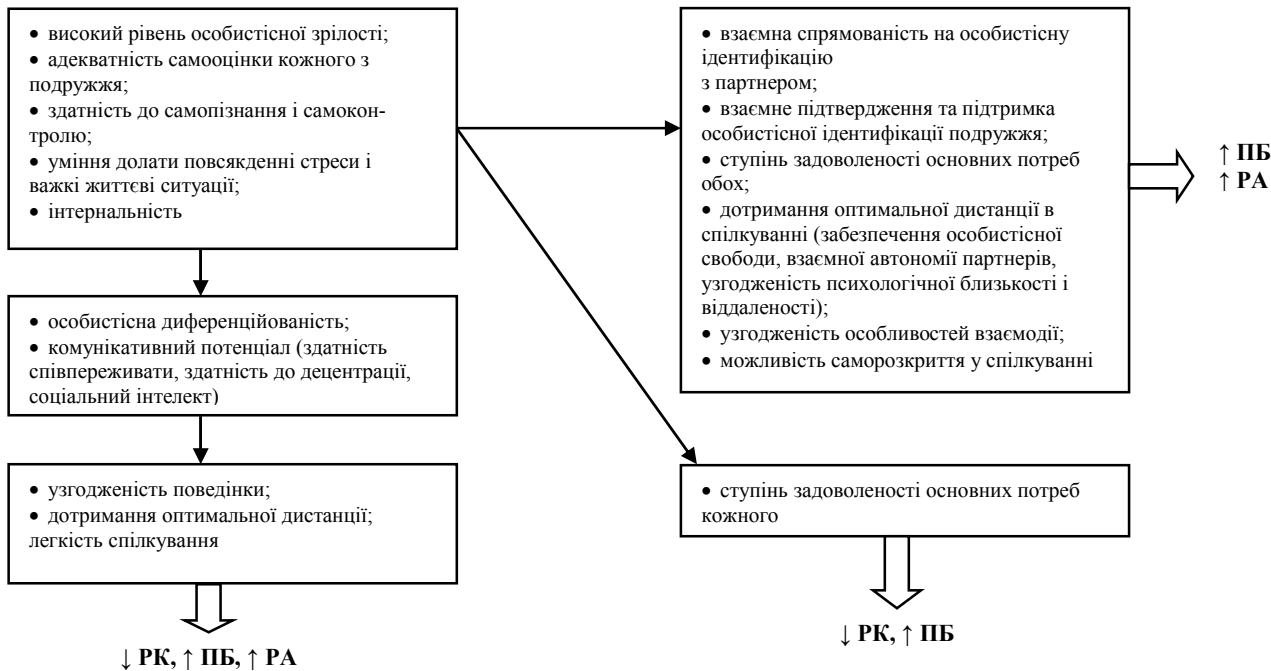 • високий рівень особистісної зрілості;
• адекватність самооцінки кожного з
подружжя;
• здатність до самопізнання і самокон-
тролю;
• уміння долати повсякденні стреси і
важкі життєві ситуації;
• інтернальність
• особистісна диференційованість;
• комунікативний потенціал (здатність
співпереживати, здатність до децентрації,
соціальний інтелект)
• узгодженість поведінки;
• дотримання оптимальної дистанції;
легкість спілкування
↓ РК, ↑ ПБ, ↑ РА
• взаємна спрямованість на особистісну
ідентифікацію
з партнером;
• взаємне підтвердження та підтримка
особистісної ідентифікації подружжя;
• ступінь задоволеності основних потреб
обох;
• дотримання оптимальної дистанції в
спілкуванні (забезпечення особистісної
свободи, взаємної автономії партнерів,
узгодженість психологічної близькості і
віддаленості);
• узгодженість особливостей взаємодії;
• можливість саморозкриття у спілкуванні
↑ ПБ
↑ РА
• ступінь задоволеності основних потреб
кожного
↓ РК, ↑ ПБ